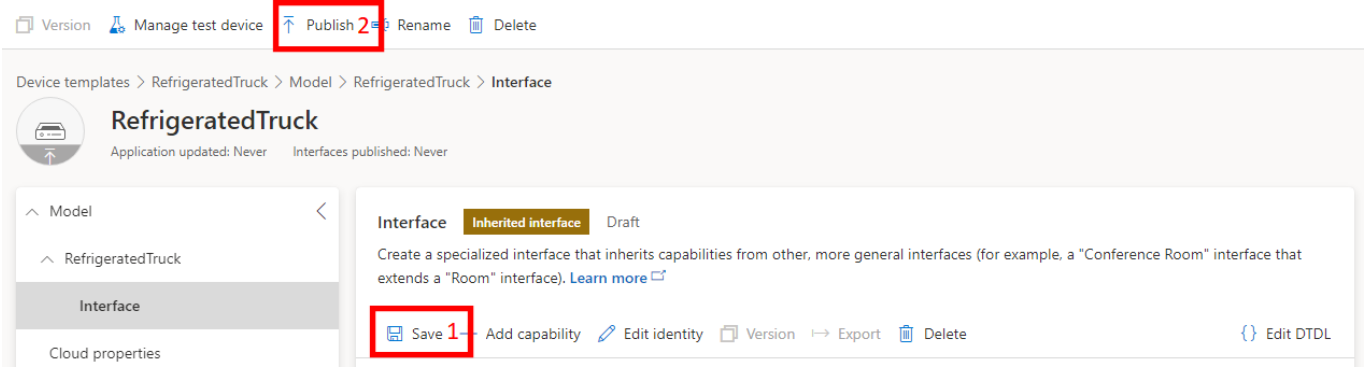 Version Manage test device Publish 2 Rename Delete
Device templates > RefrigeratedTruck > Model > RefrigeratedTruck > Interface
RefrigeratedTruck
Application updated: Never Interfaces published: Never
Model
RefrigeratedTruck
Interface
Cloud properties
Interface Inherited interface Draft
Create a specialized interface that inherits capabilities from other, more general interfaces (for example, a "Conference Room" interface that
extends a "Room" interface). Learn more
Save 1 Add capability Edit identity Version Export Delete {} Edit DTDL